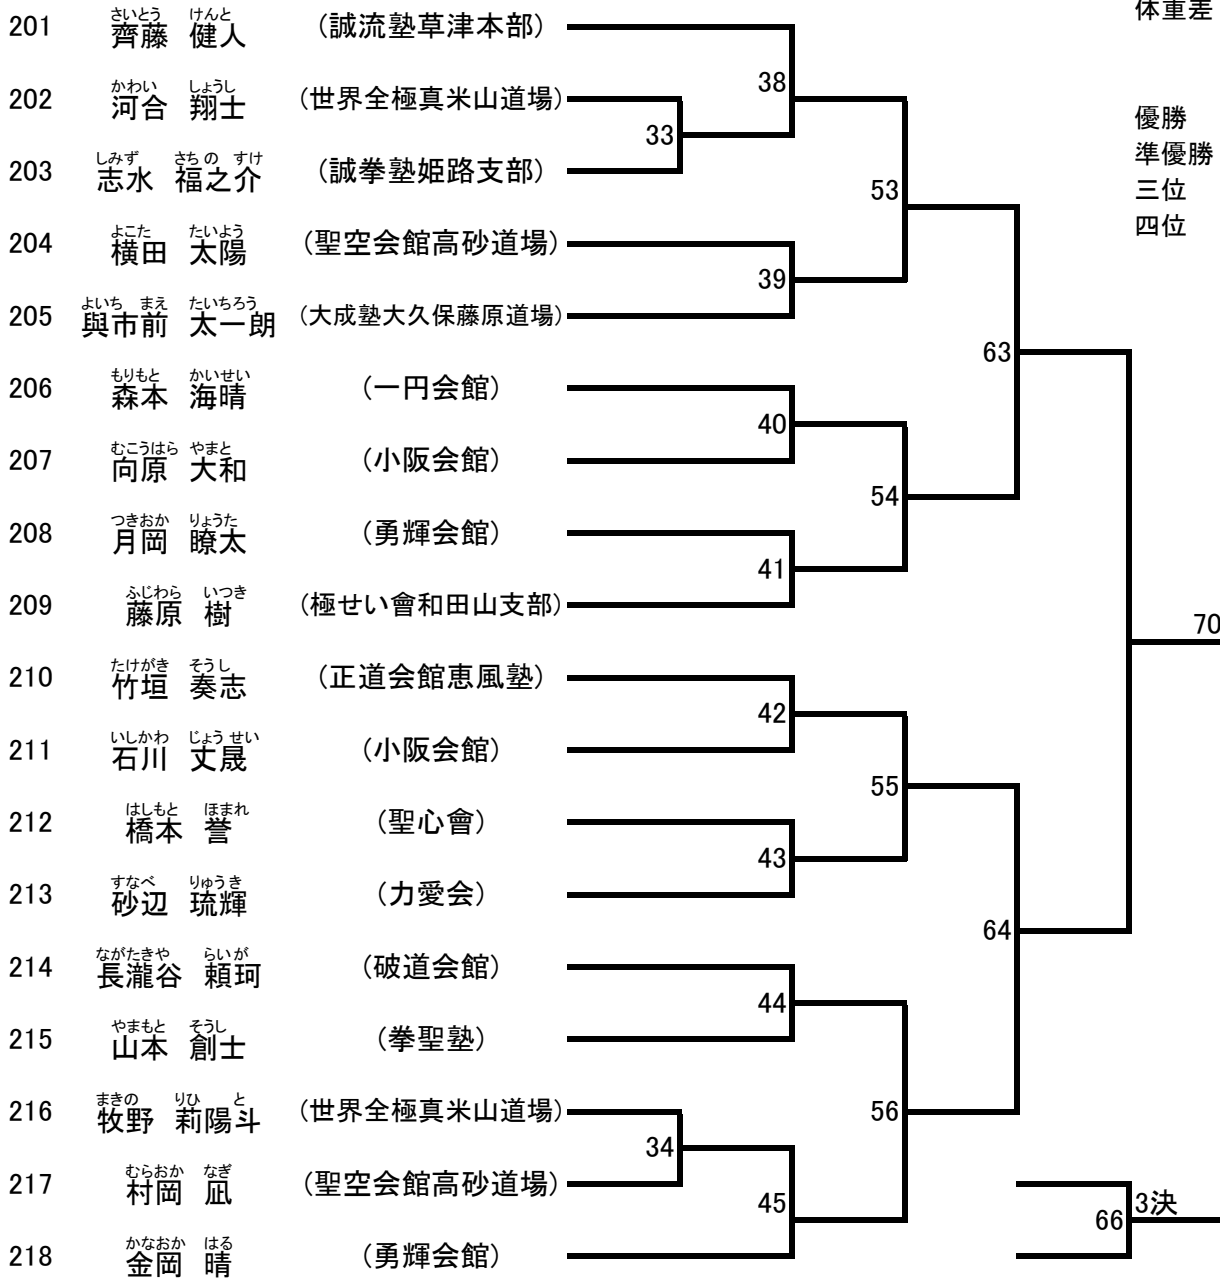 体重差
優勝
準優勝
三位
四位
さいとう けんと
201 齊藤 健人 （誠流塾草津本部）
38
かわい しょうし
202 河合 翔士 （世界全極真米山道場）
33
しみず さちの すけ
203 志水 福之介 （誠拳塾姫路支部）
53
よこた たいよう
204 横田 太陽 （聖空会館高砂道場）
39
よいち まえ たいちろう
205 與市前 太一朗 （大成塾大久保藤原道場）
63
もりもと かいせい
206 森本 海晴 （一円会館）
40
むこうはら やまと
207 向原 大和 （小阪会館）
54
つきおか りょうた
208 月岡 瞭太 （勇輝会館）
41
ふじわら いつき
209 藤原 樹 （極せい會和田山支部）
70
たけがき そうし
210 竹垣 奏志 （正道会館恵風塾）
42
いしかわ じょう せい
211 石川 丈晟 （小阪会館）
55
はしもと ほまれ
212 橋本 誉 （聖心會）
43
すなべ りゅうき
213 砂辺 琉輝 （力愛会）
64
ながたきや らいが
214 長瀧谷 頼珂 （破道会館）
44
やまもと そうし
215 山本 創士 （拳聖塾）
まきの りひ と
216 牧野 莉陽斗 （世界全極真米山道場）
56
34
むらおか なぎ
217 村岡 凪 （聖空会館高砂道場）
45
3決
66
かなおか はる
218 金岡 晴 （勇輝会館）